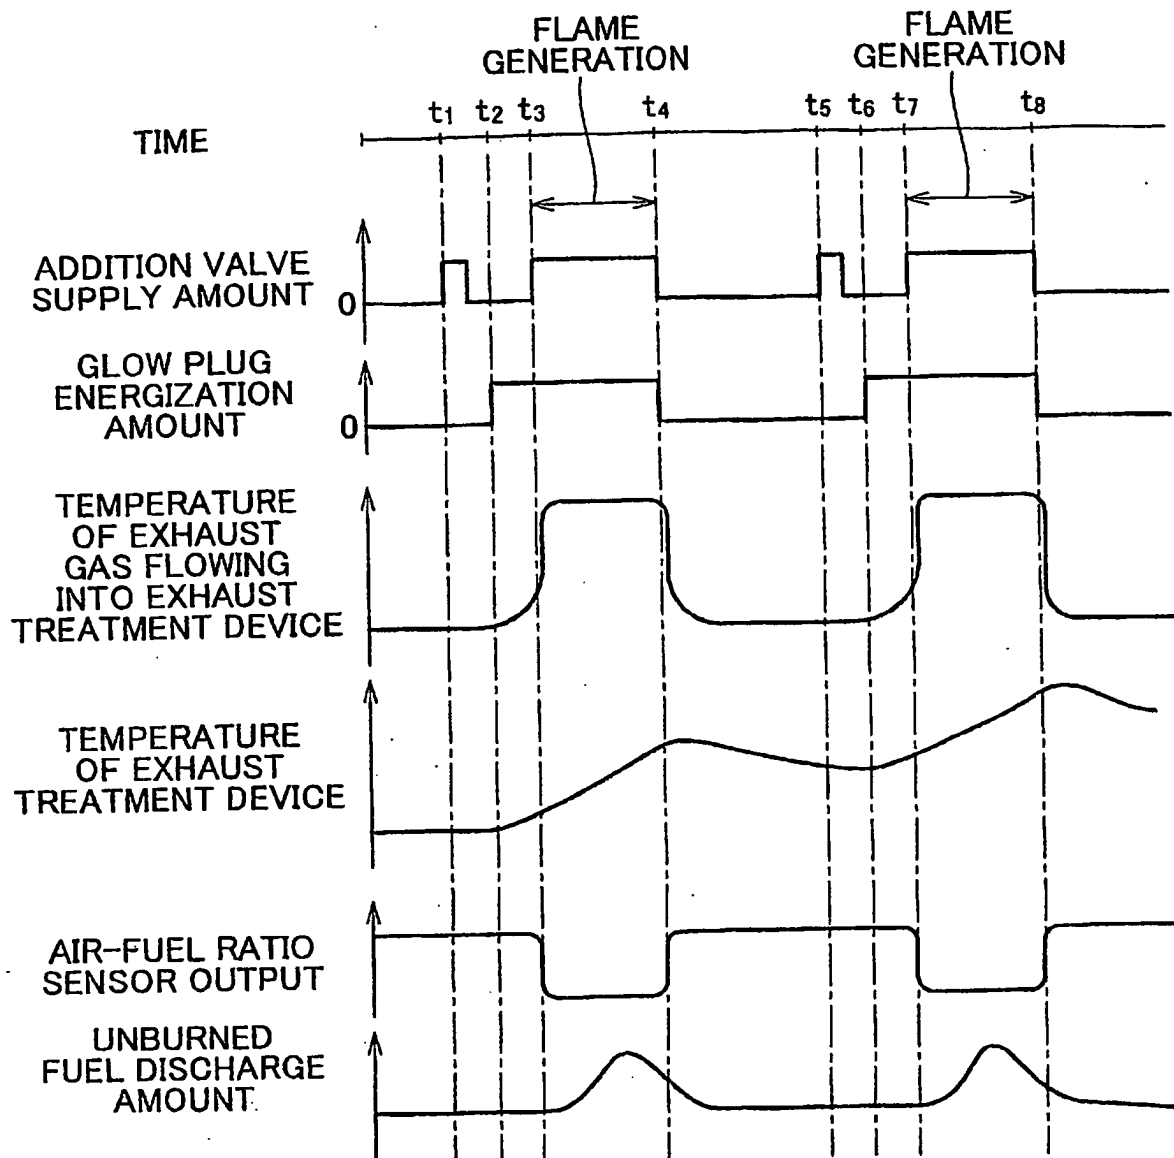 FLAME
GENERATION
FLAME
GENERATION
t1 t2 t3 t4 t5 t6 t7 t8
TIME
ADDITION VALVE
SUPPLY AMOUNT
0
GLOW PLUG
ENERGIZATION
AMOUNT
0
TEMPERATURE
OF EXHAUST
GAS FLOWING
INTO EXHAUST
TREATMENT DEVICE
TEMPERATURE
OF EXHAUST
TREATMENT DEVICE
AIR-FUEL RATIO
SENSOR OUTPUT
UNBURNED
FUEL DISCHARGE
AMOUNT